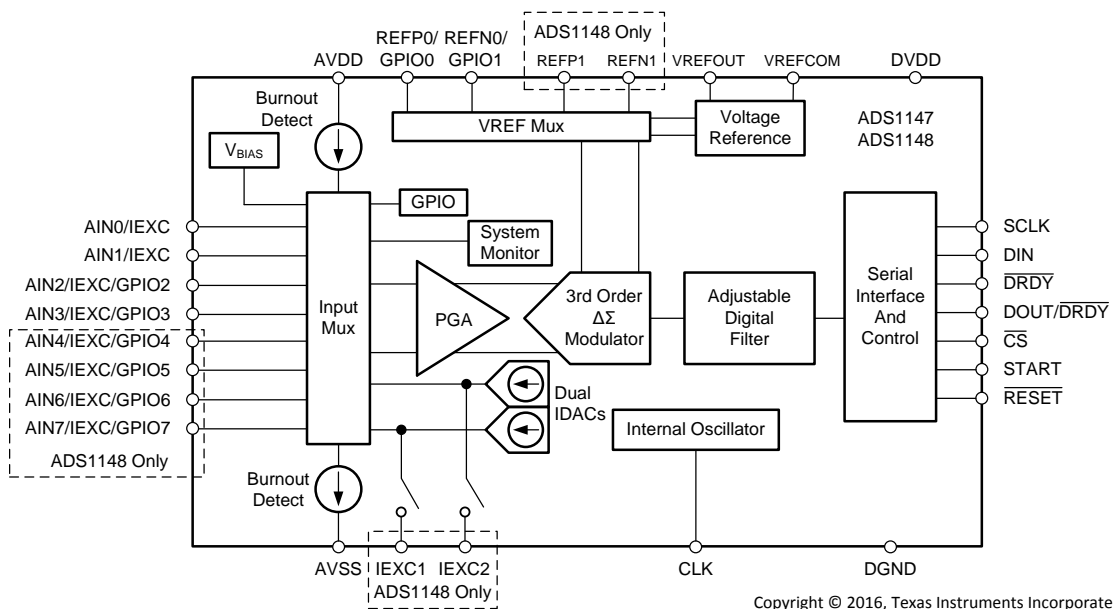 REFP0/ REFN0/
GPIO0 GPIO1
ADS1148 Only
AVDD
REFP1 REFN1
VREFOUT VREFCOM
DVDD
Burnout
Detect
VREF Mux
Voltage
Reference
ADS1147
ADS1148
VBIAS
GPIO
System
Monitor
AIN0/IEXC
AIN1/IEXC
AIN2/IEXC/GPIO2
AIN3/IEXC/GPIO3
AIN4/IEXC/GPIO4
AIN5/IEXC/GPIO5
AIN6/IEXC/GPIO6
AIN7/IEXC/GPIO7
ADS1148 Only
Input
Mux
PGA
3rd Order
ΔΣ
Modulator
Adjustable
Digital
Filter
Serial
Interface
And
Control
SCLK
DIN
DRDY
DOUT/DRDY
CS
START
RESET
Dual
IDACs
Internal Oscillator
Burnout
Detect
AVSS
IEXC1 IEXC2
ADS1148 Only
CLK
DGND
Copyright © 2016, Texas Instruments Incorporate